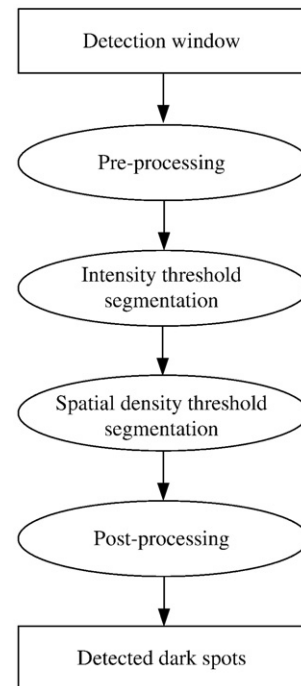 Detection window
Pre-processing
Intensity threshold
segmentation
Spatial density threshold
segmentation
Post-processing
Detected dark spots